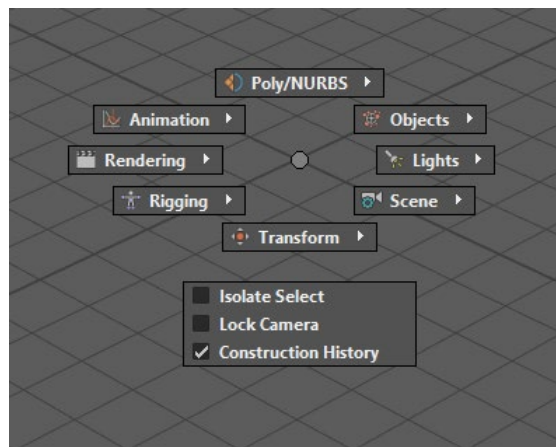 Poly/NURBS
Animation
Objects
Rendering
Lights
Rigging
Scene
Transform
Isolate Select
Lock Camera
Construction History